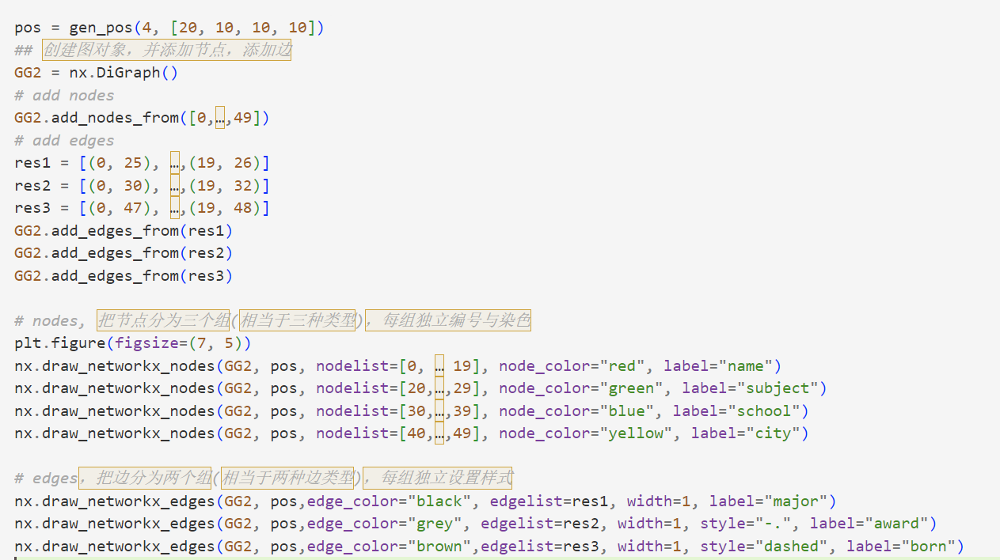 pos = gen_pos(4, [20, 10, 10, 10])
## 创建图对象，并添加节点，添加边
GG2 = nx.DiGraph()
# add nodes
GG2.add_nodes_from([0,…,49])
# add edges
res1 = [(0, 25), …,(19, 26)]
res2 = [(0, 30), …,(19, 32)]
res3 = [(0, 47), …,(19, 48)]
GG2.add_edges_from(res1)
GG2.add_edges_from(res2)
GG2.add_edges_from(res3)
# nodes, 把节点分为三个组(相当于三种类型)，每组独立编号与染色
plt.figure(figsize=(7, 5))
nx.draw_networkx_nodes(GG2, pos, nodelist=[0, … 19], node_color="red", label="name")
nx.draw_networkx_nodes(GG2, pos, nodelist=[20,…,29], node_color="green", label="subject")
nx.draw_networkx_nodes(GG2, pos, nodelist=[30,…,39], node_color="blue", label="school")
nx.draw_networkx_nodes(GG2, pos, nodelist=[40,…,49], node_color="yellow", label="city")
# edges，把边分为两个组(相当于两种边类型)，每组独立设置样式
nx.draw_networkx_edges(GG2, pos,edge_color="black", edgelist=res1, width=1, label="major")
nx.draw_networkx_edges(GG2, pos,edge_color="grey", edgelist=res2, width=1, style="-.", label="award")
nx.draw_networkx_edges(GG2, pos,edge_color="brown",edgelist=res3, width=1, style="dashed", label="born")